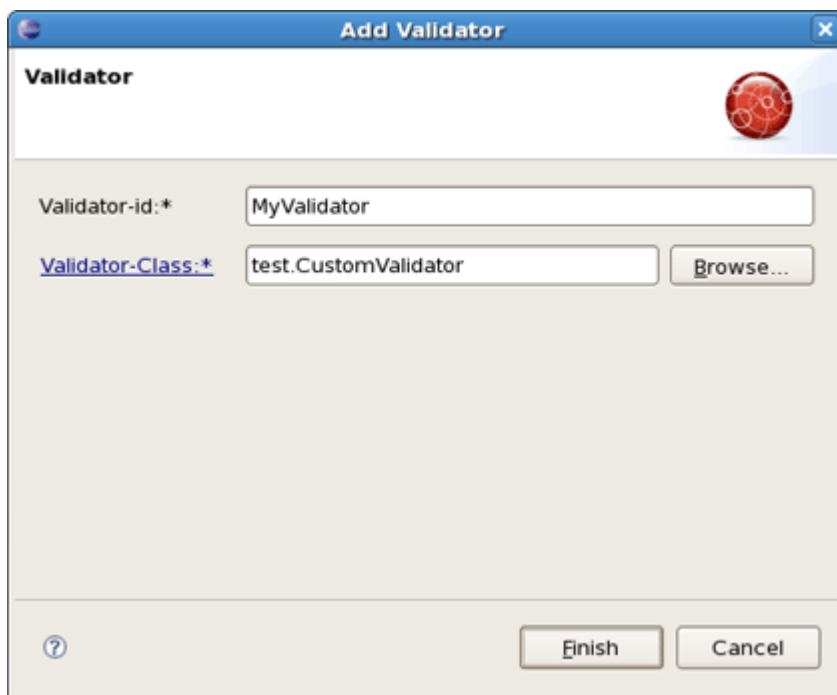 Add Validator
Validator
Validator-id:* MyValidator
Validator-Class:* test.CustomValidator Browse...
? Finish Cancel